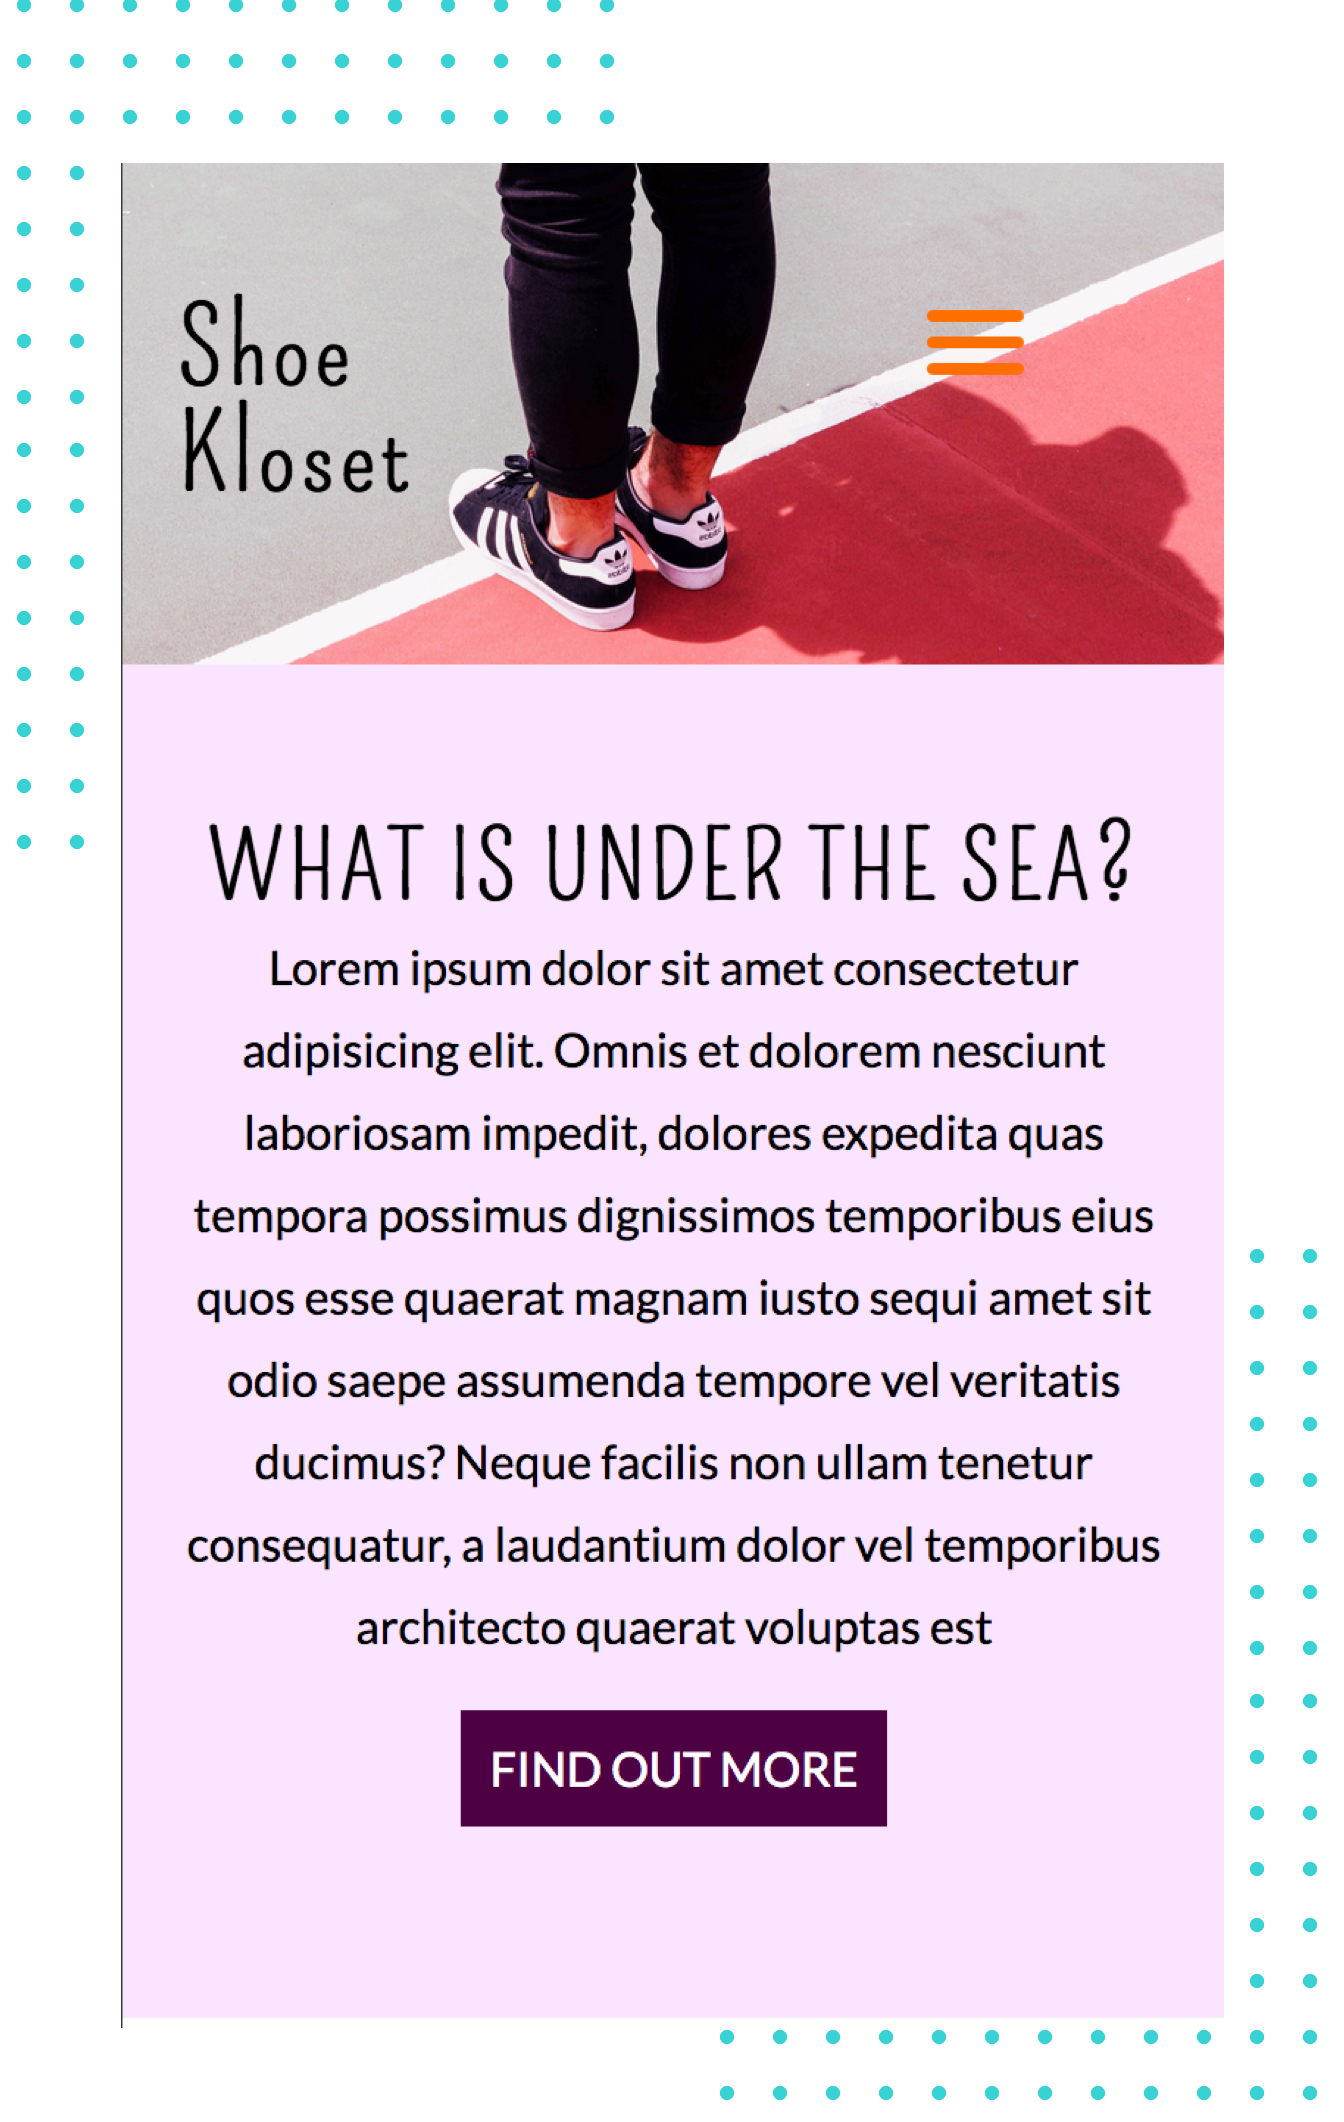 Shoe
Kloset
WHAT IS UNDER THE SEA?
Lorem ipsum dolor sit amet consectetur
adipisicing elit. Omnis et dolorem nesciunt
laboriosam impedit, dolores expedita quas
tempora possimus dignissimos temporibus eius
quos esse quaerat magnam iusto sequi amet sit
odio saepe assumenda tempore vel veritatis
ducimus? Neque facilis non ullam tenetur
consequatur, a laudantium dolor vel temporibus
architecto quaerat voluptas est
FIND OUT MORE